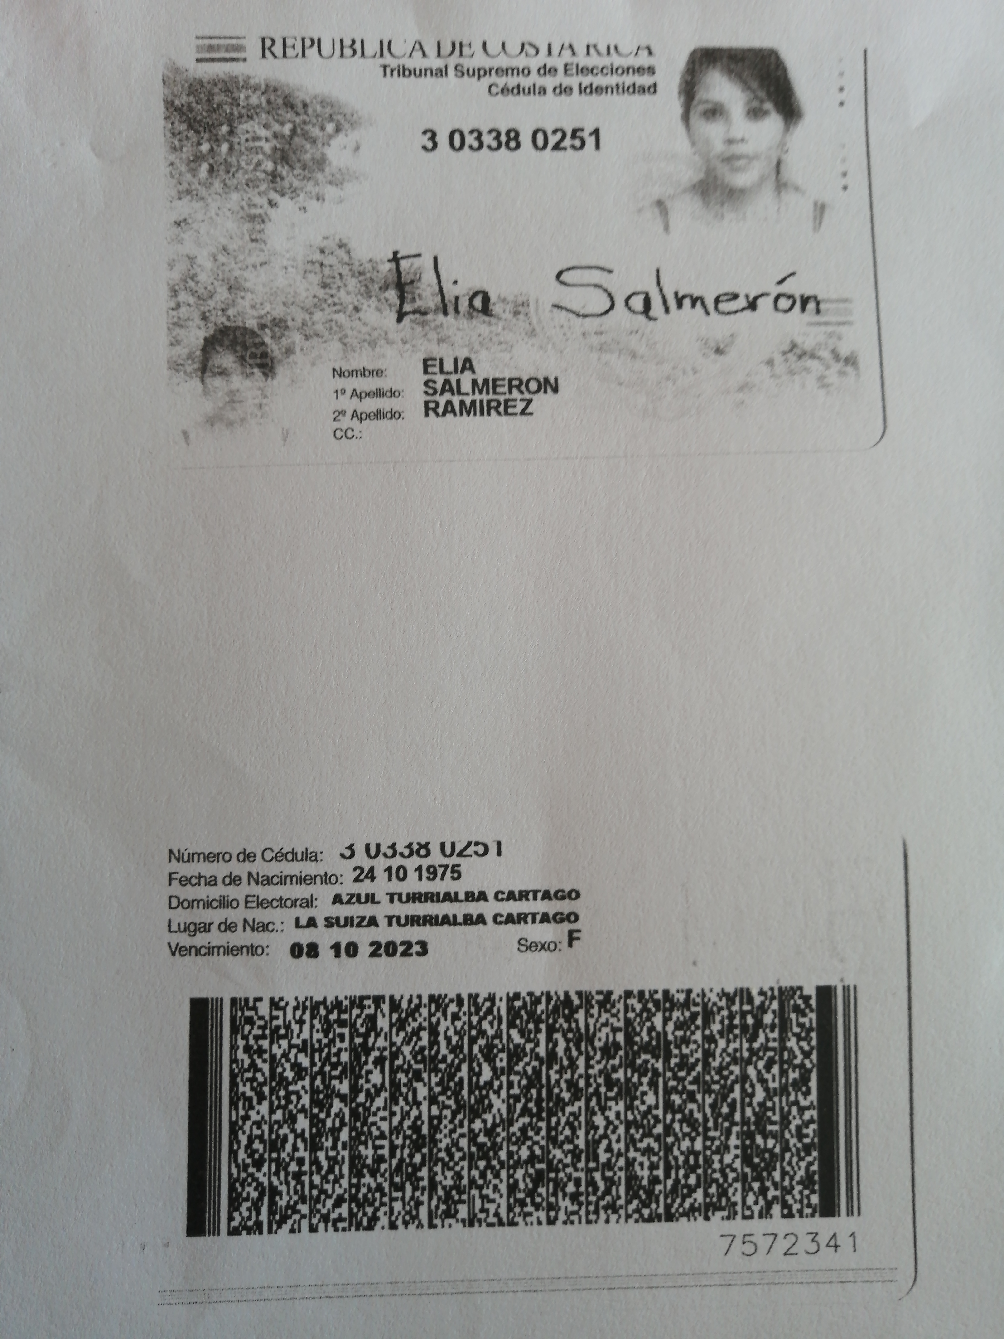 REPUBLICA DE COSTA RICA
Tribunal Supremo de Elecciones
Cédula de Identidad
3 0338 0251
Elia Salmerón
Nombre: ELIA
1º Apellido: SALMERON
2º Apellido: RAMIREZ
CC.:
Número de Cédula: 3 0338 0251
Fecha de Nacimiento: 24 10 1975
Domicilio Electoral: AZUL TURRIALBA CARTAGO
Lugar de Nac.: LA SUIZA TURRIALBA CARTAGO
Vencimiento: 08 10 2023 Sexo: F
7572341